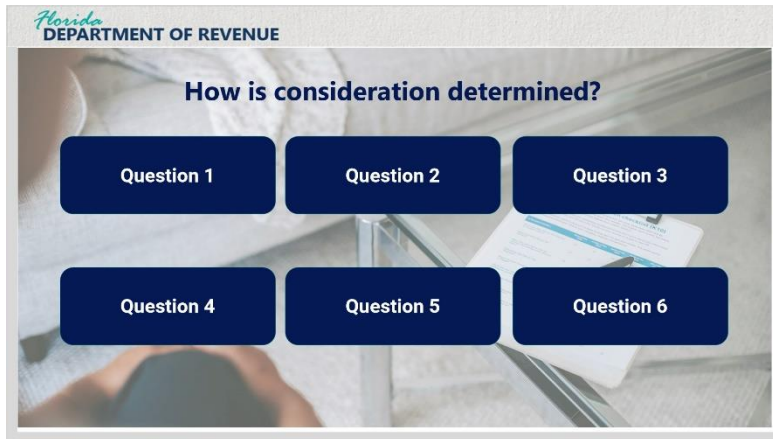 Florida
DEPARTMENT OF REVENUE
How is consideration determined?
Question 1
Question 2
Question 3
Question 4
Question 5
Question 6